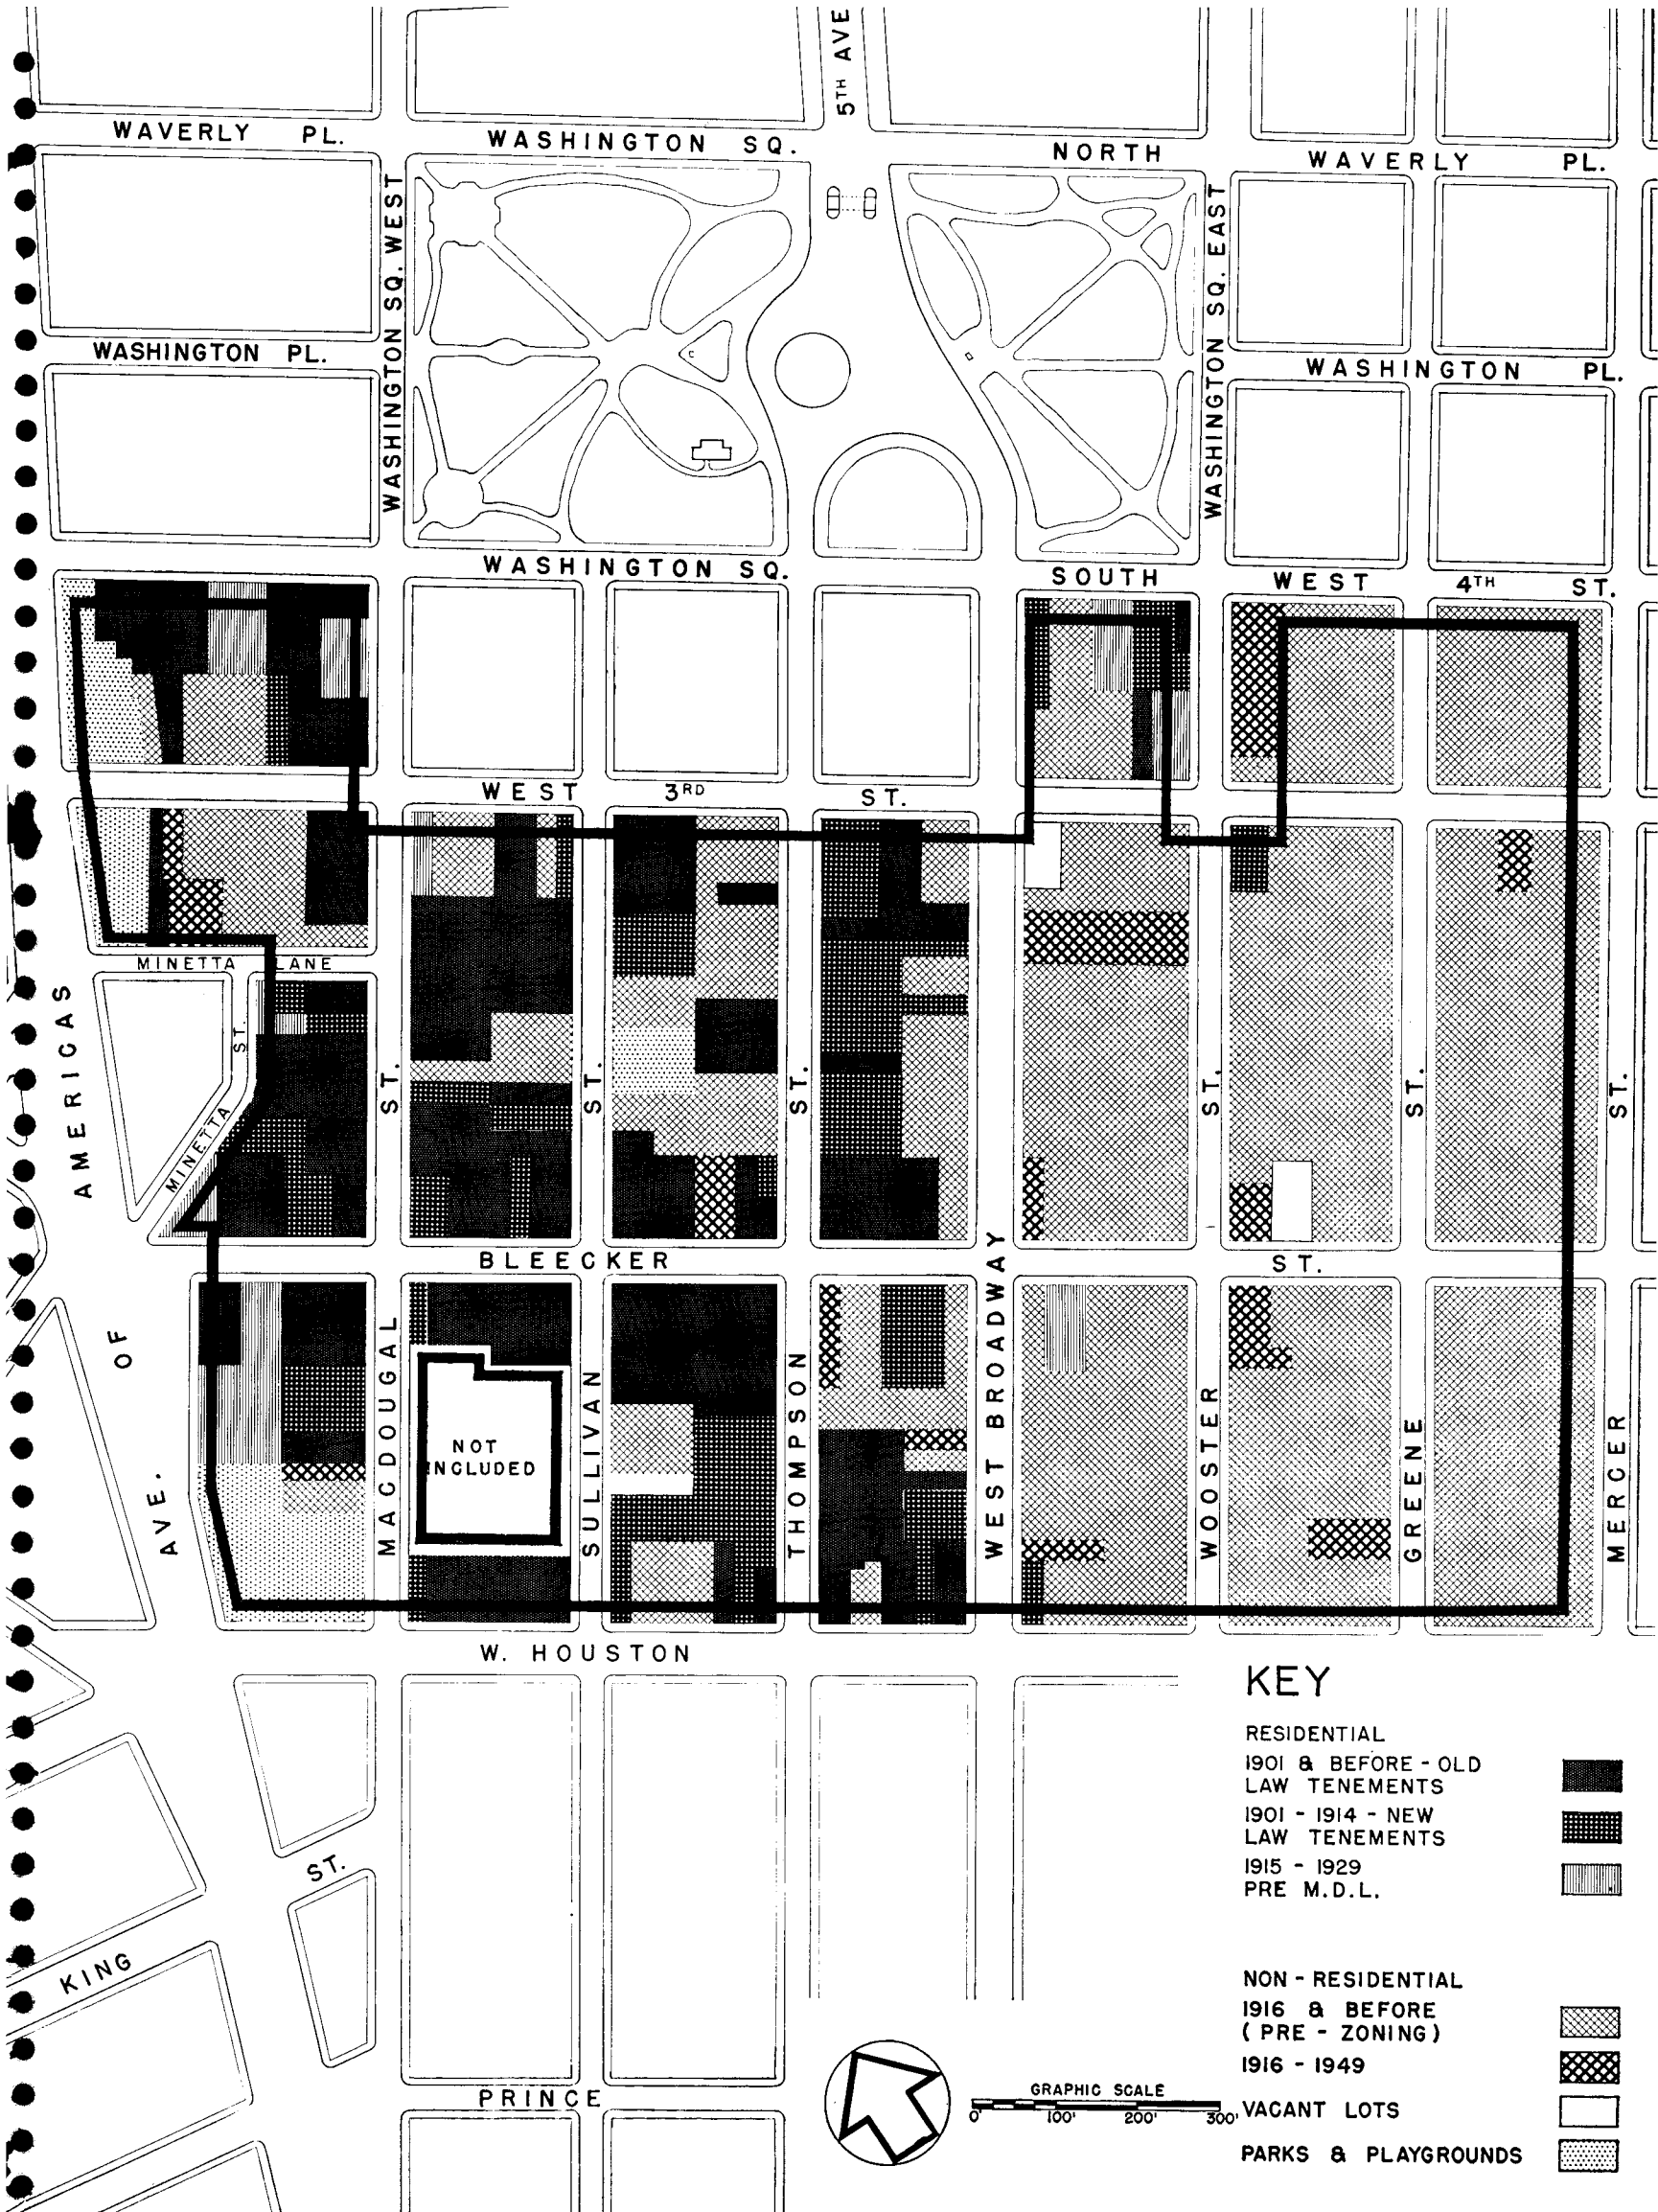 5TH AVE
WAVERLY PL.
WASHINGTON SQ.
NORTH
WAVERLY PL.
WASHINGTON SQ. WEST
WASHINGTON SQ. EAST
WASHINGTON PL.
WASHINGTON PL.
C
WASHINGTON SQ.
SOUTH
WEST 4TH ST.
WEST 3RD ST.
MINETTA LANE
MINETTA ST.
AVE. OF AMERICAS
ST.
ST.
ST.
ST.
ST.
ST.
BLEECKER ST.
MACDOUGAL
SULLIVAN
THOMPSON
WEST BROADWAY
WOOSTER
GREENE
MERCER
NOT
INCLUDED
W. HOUSTON
ST.
KING
PRINCE
KEY
RESIDENTIAL
1901 & BEFORE - OLD
LAW TENEMENTS
1901 - 1914 - NEW
LAW TENEMENTS
1915 - 1929
PRE M.D.L.
NON - RESIDENTIAL
1916 & BEFORE
( PRE - ZONING )
1916 - 1949
VACANT LOTS
PARKS & PLAYGROUNDS
GRAPHIC SCALE
0' 100' 200' 300'